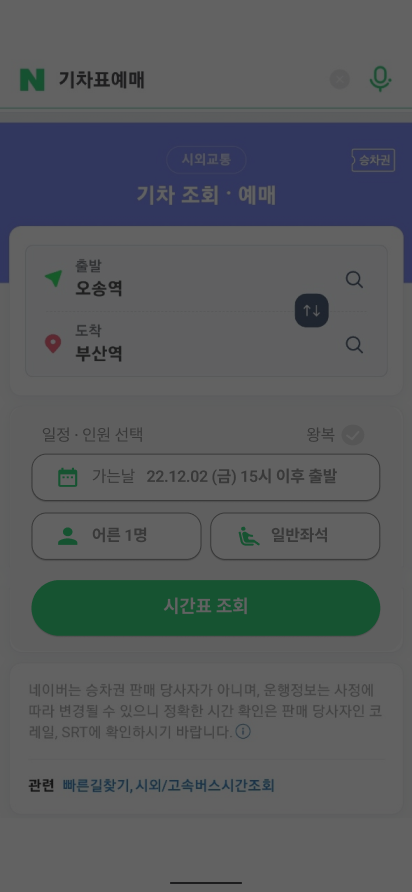 N 기차표예매
시외교통
승차권
기차 조회 · 예매
출발
오송역
도착
부산역
일정 · 인원 선택 왕복
가는날 22.12.02 (금) 15시 이후 출발
어른 1명 일반좌석
시간표 조회
네이버는 승차권 판매 당사자가 아니며, 운행정보는 사정에
따라 변경될 수 있으니 정확한 시간 확인은 판매 당사자인 코
레일, SRT에 확인하시기 바랍니다.
관련 빠른길찾기, 시외/고속버스시간조회